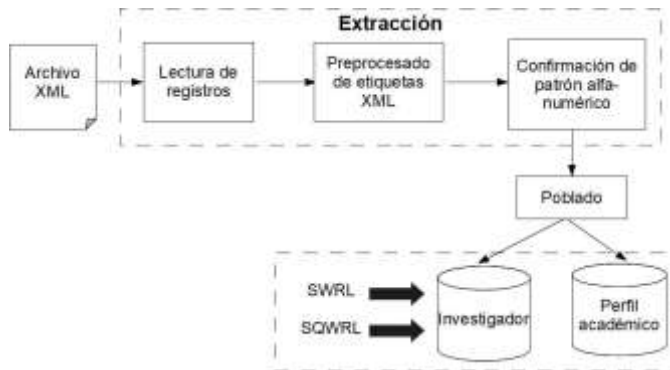 Extracción
Archivo
XML
Lectura de
registros
Preprocesado
de etiquetas
XML
Confirmación de
patrón alfa-
numérico
Poblado
SWRL
SQWRL
Investigador
Perfil
académico